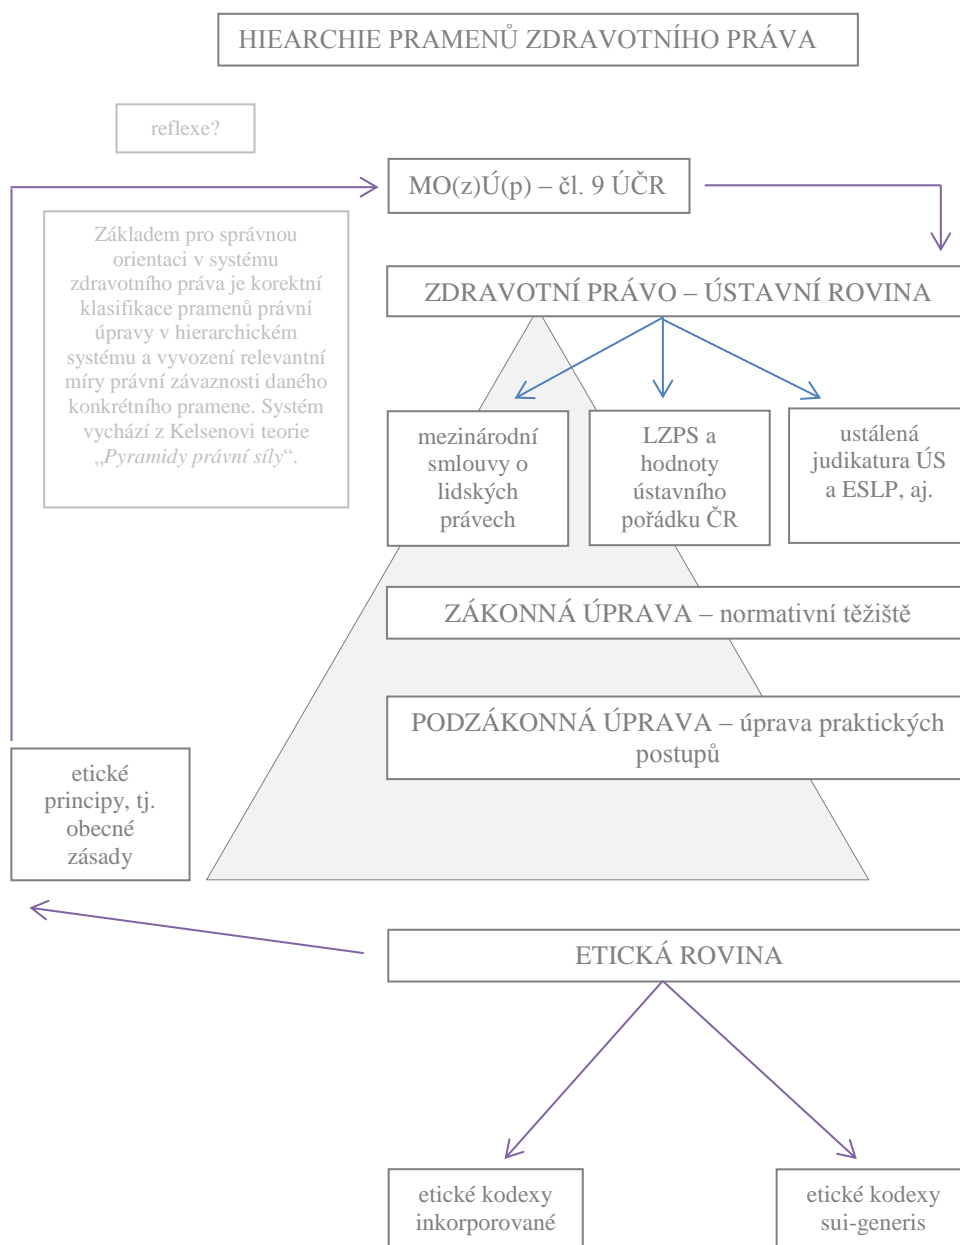 HIEARCHIE PRAMENŮ ZDRAVOTNÍHO PRÁVA
reflexe?
MO(z)Ú(p) – čl. 9 ÚČR
Základem pro správnou
orientaci v systému
zdravotního práva je korektní
klasifikace pramenů právní
úpravy v hierarchickém
systému a vyvození relevantní
míry právní závaznosti daného
konkrétního pramene. Systém
vychází z Kelsenovi teorie
„Pyramidy právní síly“.
ZDRAVOTNÍ PRÁVO – ÚSTAVNÍ ROVINA
mezinárodní
smlouvy o
lidských
právech
LZPS a
hodnoty
ústavního
pořádku ČR
ustálená
judikatura ÚS
a ESLP, aj.
ZÁKONNÁ ÚPRAVA – normativní těžiště
PODZÁKONNÁ ÚPRAVA – úprava praktických
postupů
etické
principy, tj.
obecné
zásady
ETICKÁ ROVINA
etické kodexy
inkorporované
etické kodexy
sui-generis